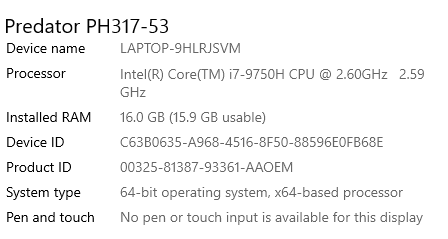 Predator PH317-53
Device name LAPTOP-9HLRJSVM
Processor Intel(R) Core(TM) i7-9750H CPU @ 2.60GHz 2.59
GHz
Installed RAM 16.0 GB (15.9 GB usable)
Device ID C63B0635-A968-4516-8F50-88596E0FB68E
Product ID 00325-81387-93361-AAOEM
System type 64-bit operating system, x64-based processor
Pen and touch No pen or touch input is available for this display